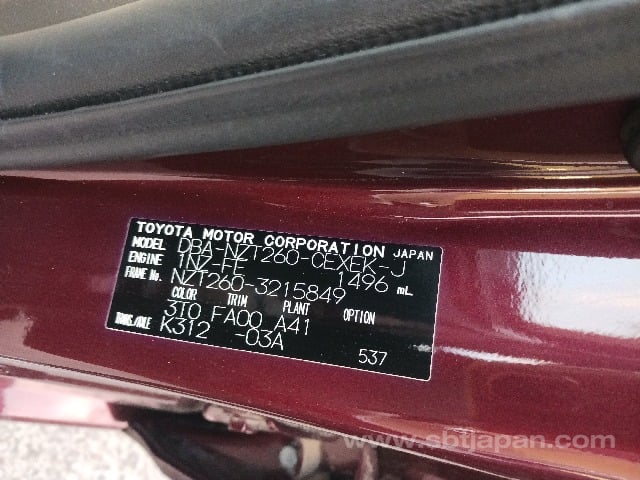 TOYOTA MOTOR CORPORATION JAPAN
MODEL DBA-NZT260-CEXEK-J
ENGINE 1NZ-FE 1496 mL
FRAME No. NZT260-3215849
COLOR TRIM PLANT OPTION
3T0 FA00 A41
TRANS./AXLE K312 -03A
537
www.sbtjapan.com